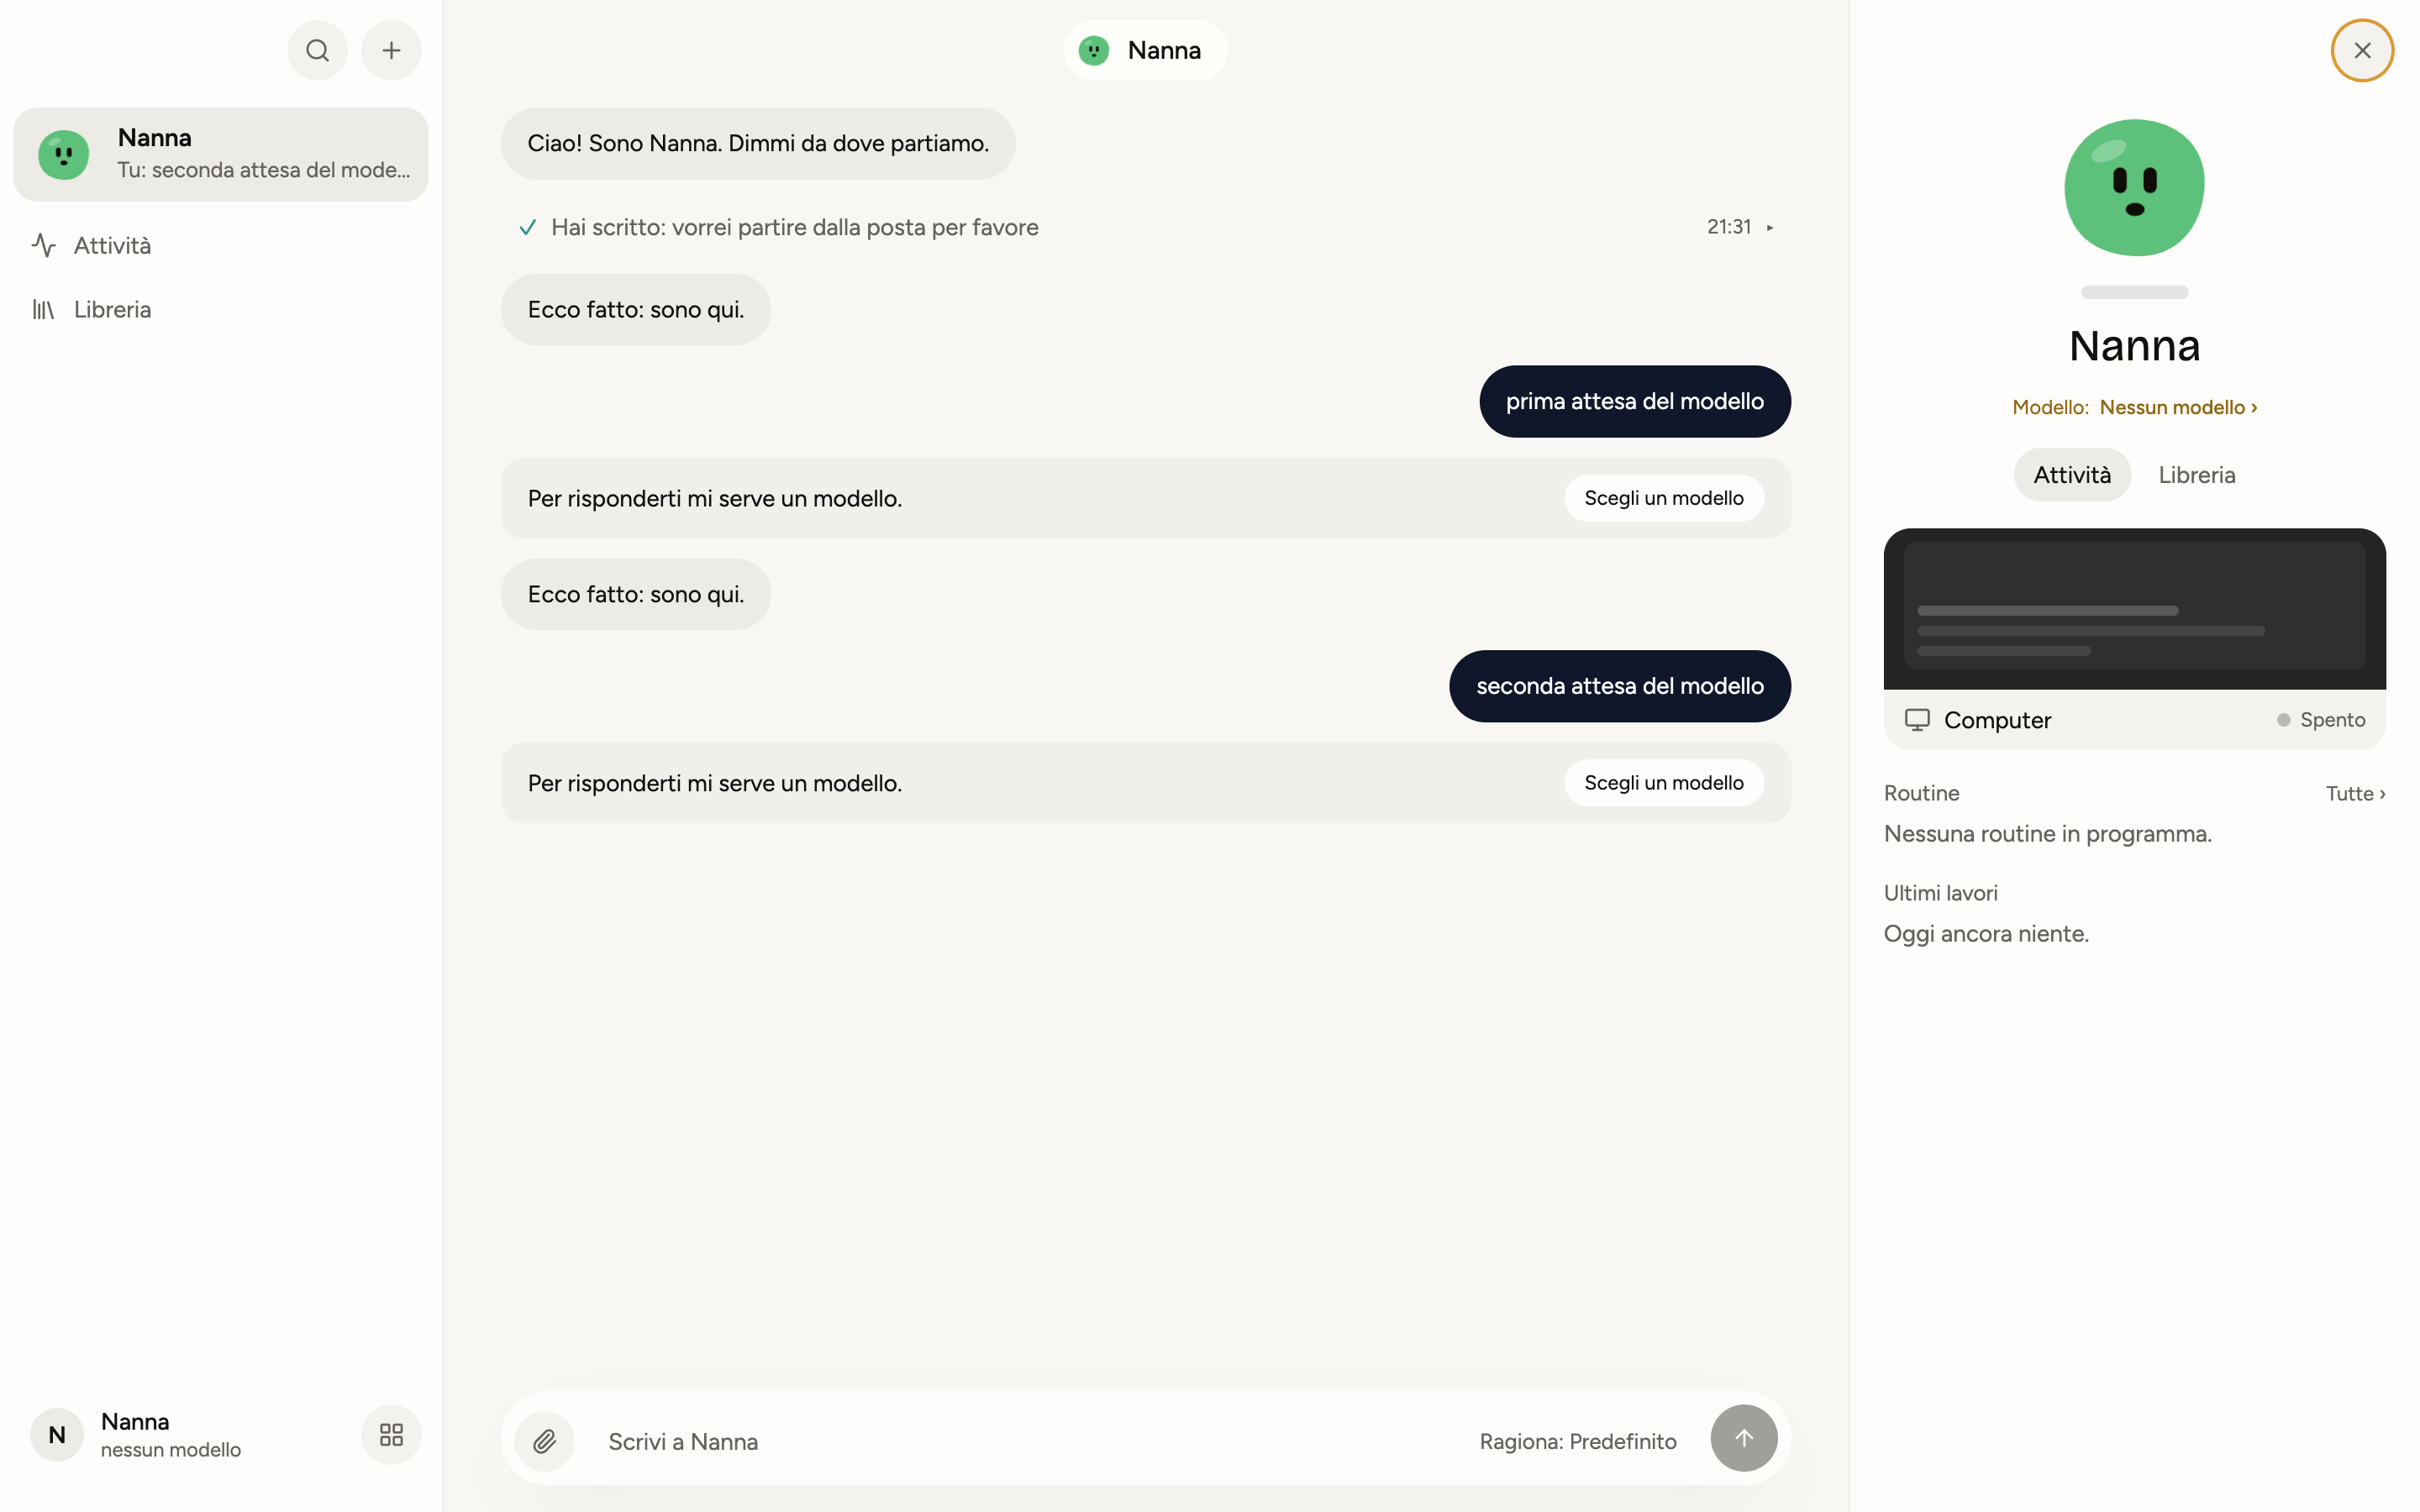 Nanna
Tu: seconda attesa del mode...
Attività
Libreria
N
Nanna
nessun modello
Nanna
Ciao! Sono Nanna. Dimmi da dove partiamo.
Hai scritto: vorrei partire dalla posta per favore
21:31
Ecco fatto: sono qui.
prima attesa del modello
Per risponderti mi serve un modello.
Scegli un modello
Ecco fatto: sono qui.
seconda attesa del modello
Per risponderti mi serve un modello.
Scegli un modello
Scrivi a Nanna
Ragiona: Predefinito
Nanna
Modello: Nessun modello ›
Attività
Libreria
Computer
Spento
Routine
Tutte ›
Nessuna routine in programma.
Ultimi lavori
Oggi ancora niente.